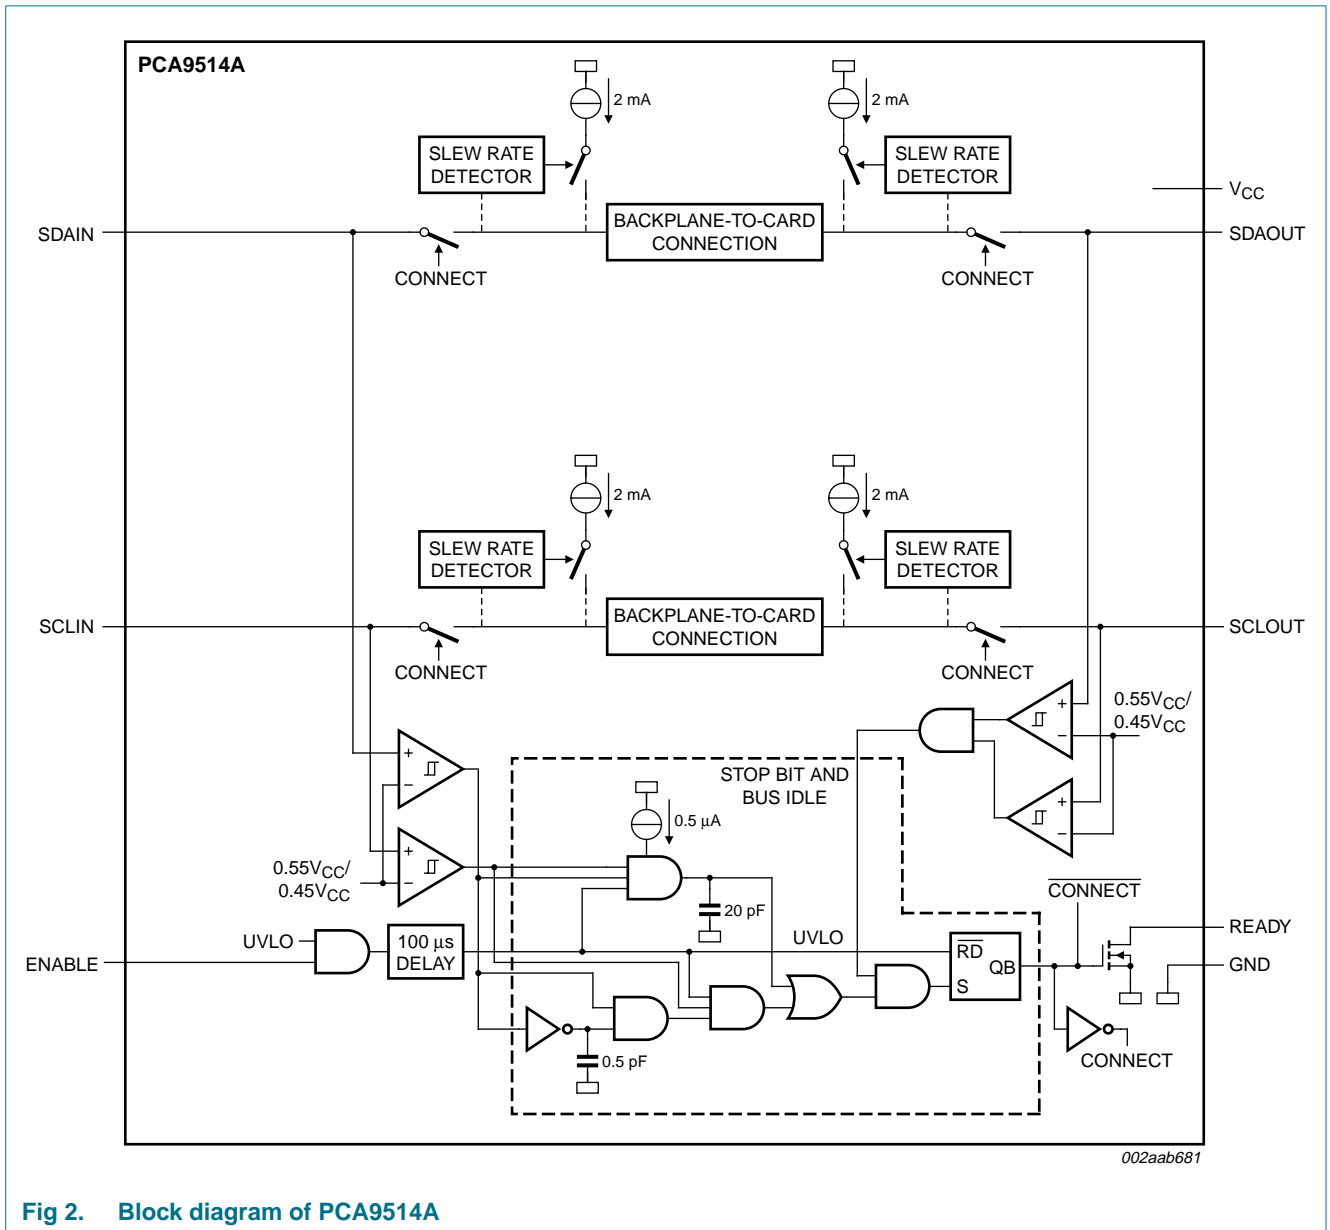 PCA9514A
2 mA
2 mA
SLEW RATE
DETECTOR
SLEW RATE
DETECTOR
VCC
SDAIN
BACKPLANE-TO-CARD
CONNECTION
SDAOUT
CONNECT
CONNECT
2 mA
2 mA
SLEW RATE
DETECTOR
SLEW RATE
DETECTOR
SCLIN
BACKPLANE-TO-CARD
CONNECTION
SCLOUT
CONNECT
CONNECT
+
−
0.55VCC/
0.45VCC
+
−
STOP BIT AND
BUS IDLE
+
−
0.5 μA
+
−
0.55VCC/
0.45VCC
20 pF
CONNECT
READY
UVLO
100 μs
DELAY
UVLO
ENABLE
RD
QB
S
GND
0.5 pF
CONNECT
002aab681
Fig 2. Block diagram of PCA9514A